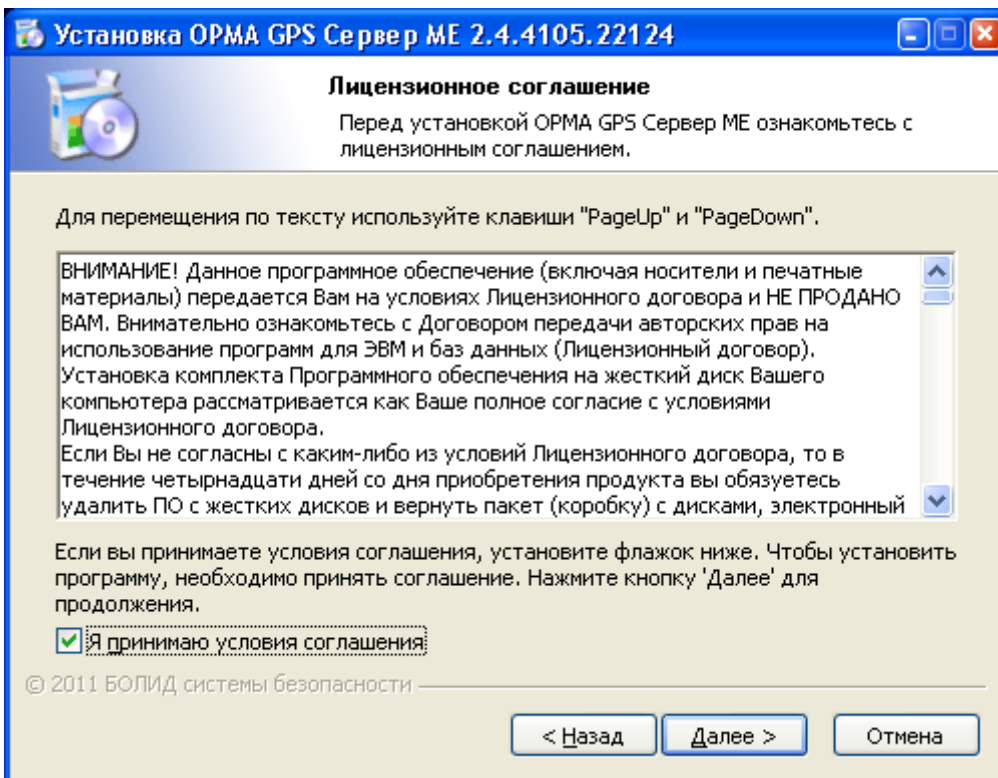 Установка ОРМА GPS Сервер ME 2.4.4105.22124
Лицензионное соглашение
Перед установкой ОРМА GPS Сервер ME ознакомьтесь с
лицензионным соглашением.
Для перемещения по тексту используйте клавиши "PageUp" и "PageDown".
ВНИМАНИЕ! Данное программное обеспечение (включая носители и печатные
материалы) передается Вам на условиях Лицензионного договора и НЕ ПРОДАНО
ВАМ. Внимательно ознакомьтесь с Договором передачи авторских прав на
использование программ для ЭВМ и баз данных (Лицензионный договор).
Установка комплекта Программного обеспечения на жесткий диск Вашего
компьютера рассматривается как Ваше полное согласие с условиями
Лицензионного договора.
Если Вы не согласны с каким-либо из условий Лицензионного договора, то в
течение четырнадцати дней со дня приобретения продукта вы обязуетесь
удалить ПО с жестких дисков и вернуть пакет (коробку) с дисками, электронный
Если вы принимаете условия соглашения, установите флажок ниже. Чтобы установить
программу, необходимо принять соглашение. Нажмите кнопку 'Далее' для
продолжения.
Я принимаю условия соглашения
© 2011 БОЛИД системы безопасности
< Назад Далее > Отмена